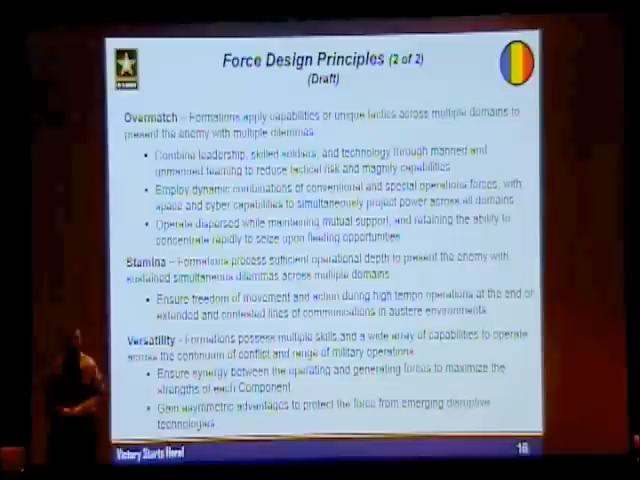 Force Design Principles (2 of 2)
(Draft)
Overmatch – Formations apply capabilities or unique tactics across multiple domains to
present the enemy with multiple dilemmas
• Combine leadership, skilled soldiers, and technology through manned and
unmanned teaming to reduce tactical risk and magnify capabilities
• Employ dynamic combinations of conventional and special operations forces, with
space and cyber capabilities to simultaneously project power across all domains
• Operate dispersed while maintaining mutual support, and retaining the ability to
concentrate rapidly to seize upon fleeting opportunities
Stamina – Formations process sufficient operational depth to present the enemy with
sustained simultaneous dilemmas across multiple domains
• Ensure freedom of movement and action during high tempo operations at the end of
extended and contested lines of communications in austere environments
Versatility - Formations possess multiple skills and a wide array of capabilities to operate
across the continuum of conflict and range of military operations
• Ensure synergy between the operating and generating forces to maximize the
strengths of each Component
• Gain asymmetric advantages to protect the force from emerging disruptive
technologies
Victory Starts Here!
18